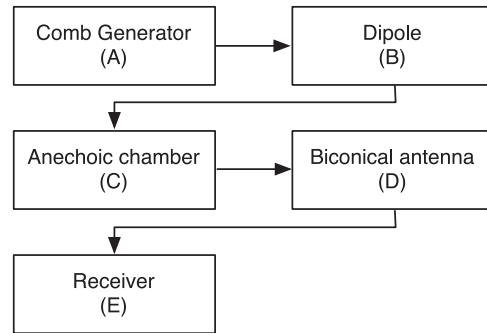 Comb Generator
(A)
Dipole
(B)
Anechoic chamber
(C)
Biconical antenna
(D)
Receiver
(E)